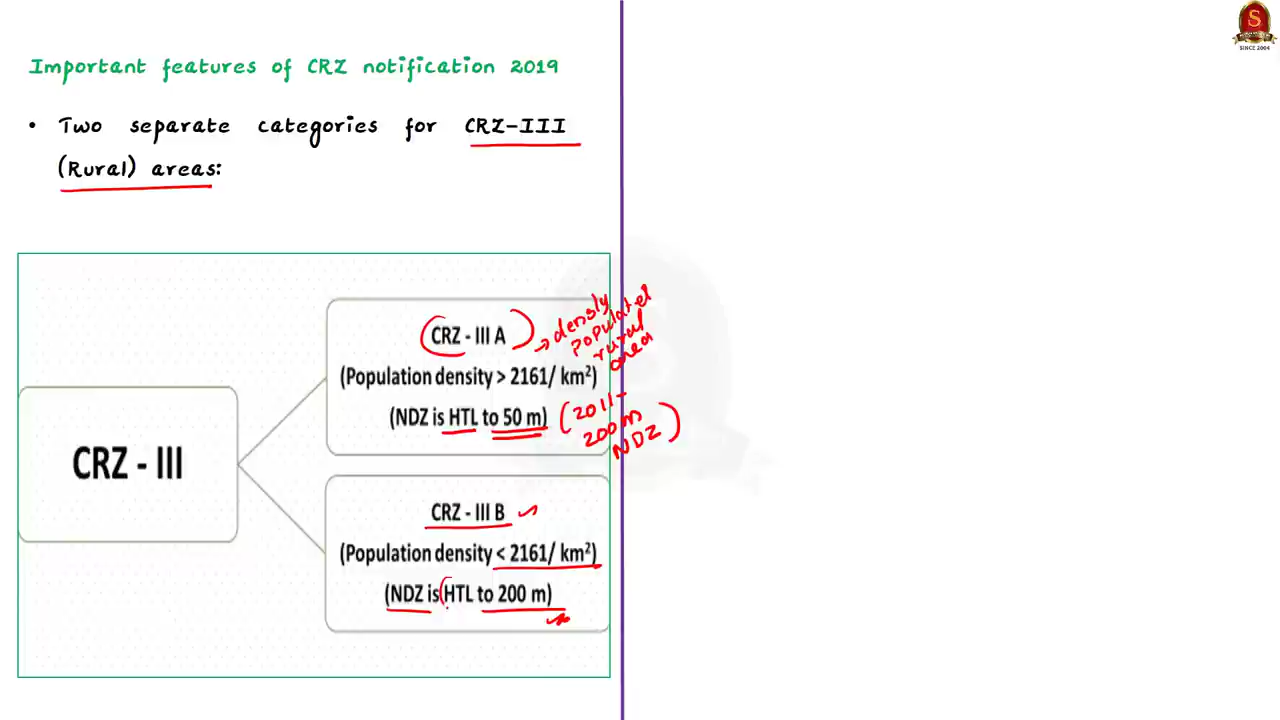 Important features of CRZ notification 2019
• Two separate categories for CRZ-III
(Rural) areas:
CRZ - III
CRZ - III A
(Population density > 2161/ km²)
(NDZ is HTL to 50 m)
→ densly
populated
rural
area
(2011-
200m
NDZ)
CRZ - III B
(Population density < 2161/ km²)
(NDZ is (HTL to 200 m)
S
SINCE 2004